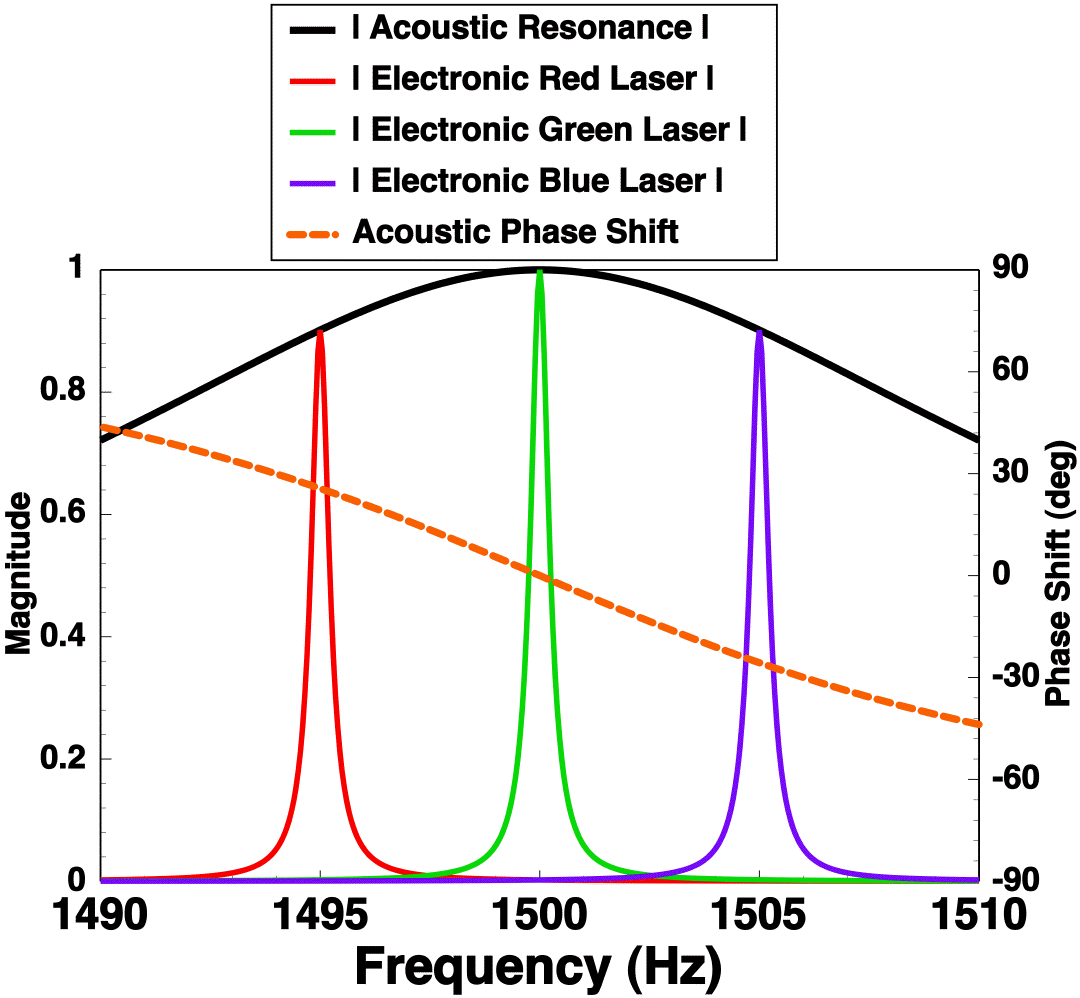 | Acoustic Resonance |
| Electronic Red Laser |
| Electronic Green Laser |
| Electronic Blue Laser |
Acoustic Phase Shift
1
0.8
0.6
0.4
0.2
0
Magnitude
90
60
30
0
-30
-60
-90
Phase Shift (deg)
1490 1495 1500 1505 1510
Frequency (Hz)